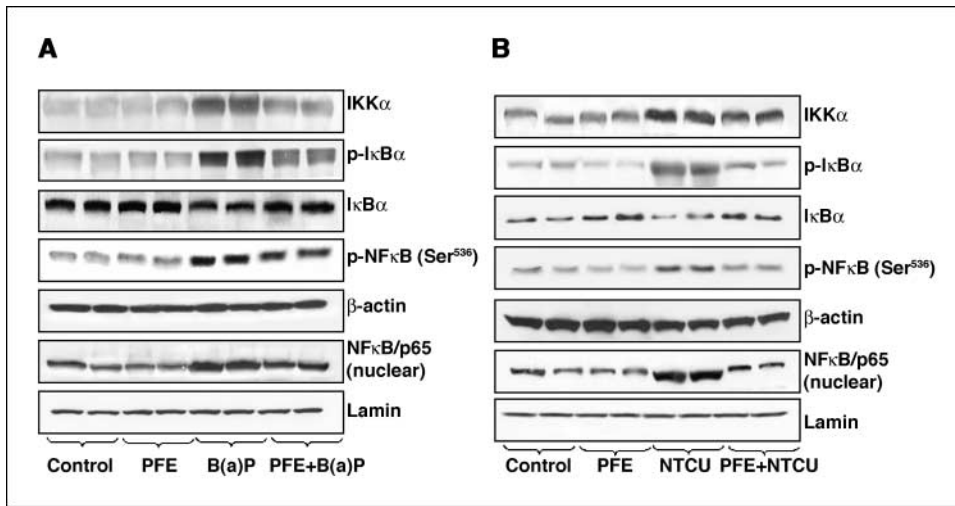 A
IKKα
p-IκBα
IκBα
p-NFκB (Ser536)
β-actin
NFκB/p65
(nuclear)
Lamin
Control PFE B(a)P PFE+B(a)P
B
IKKα
p-IκBα
IκBα
p-NFκB (Ser536)
β-actin
NFκB/p65
(nuclear)
Lamin
Control PFE NTCU PFE+NTCU